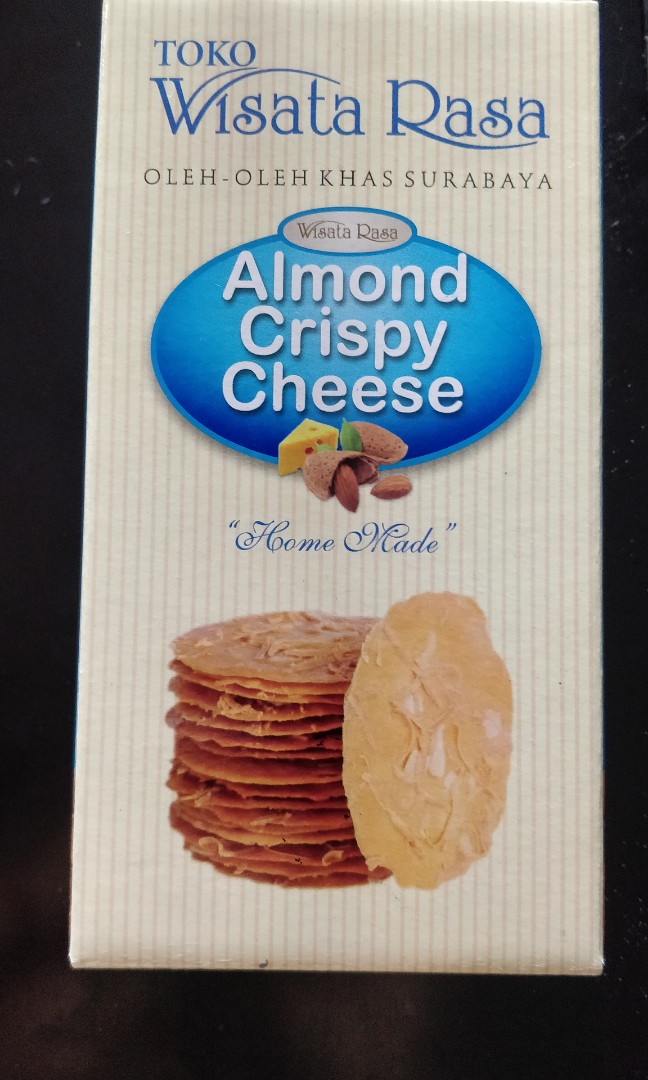 TOKO
Wisata Rasa
OLEH-OLEH KHAS SURABAYA
Wisata Rasa
Almond
Crispy
Cheese
"Home Made"